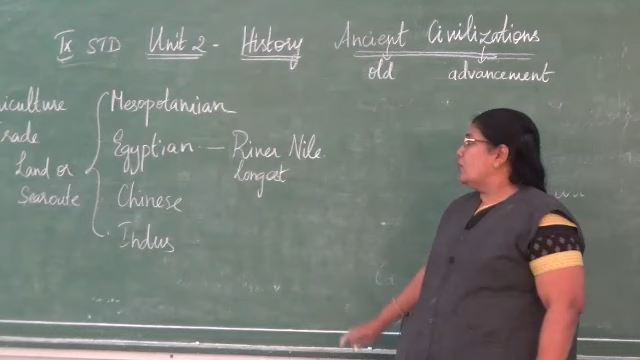 IX STD Unit 2 - History Ancient Civilizations
old advancement
iculture
rade
Land or
Searoute
Mesopotamian
Egyptian — River Nile.
Longest
Chinese
Indus